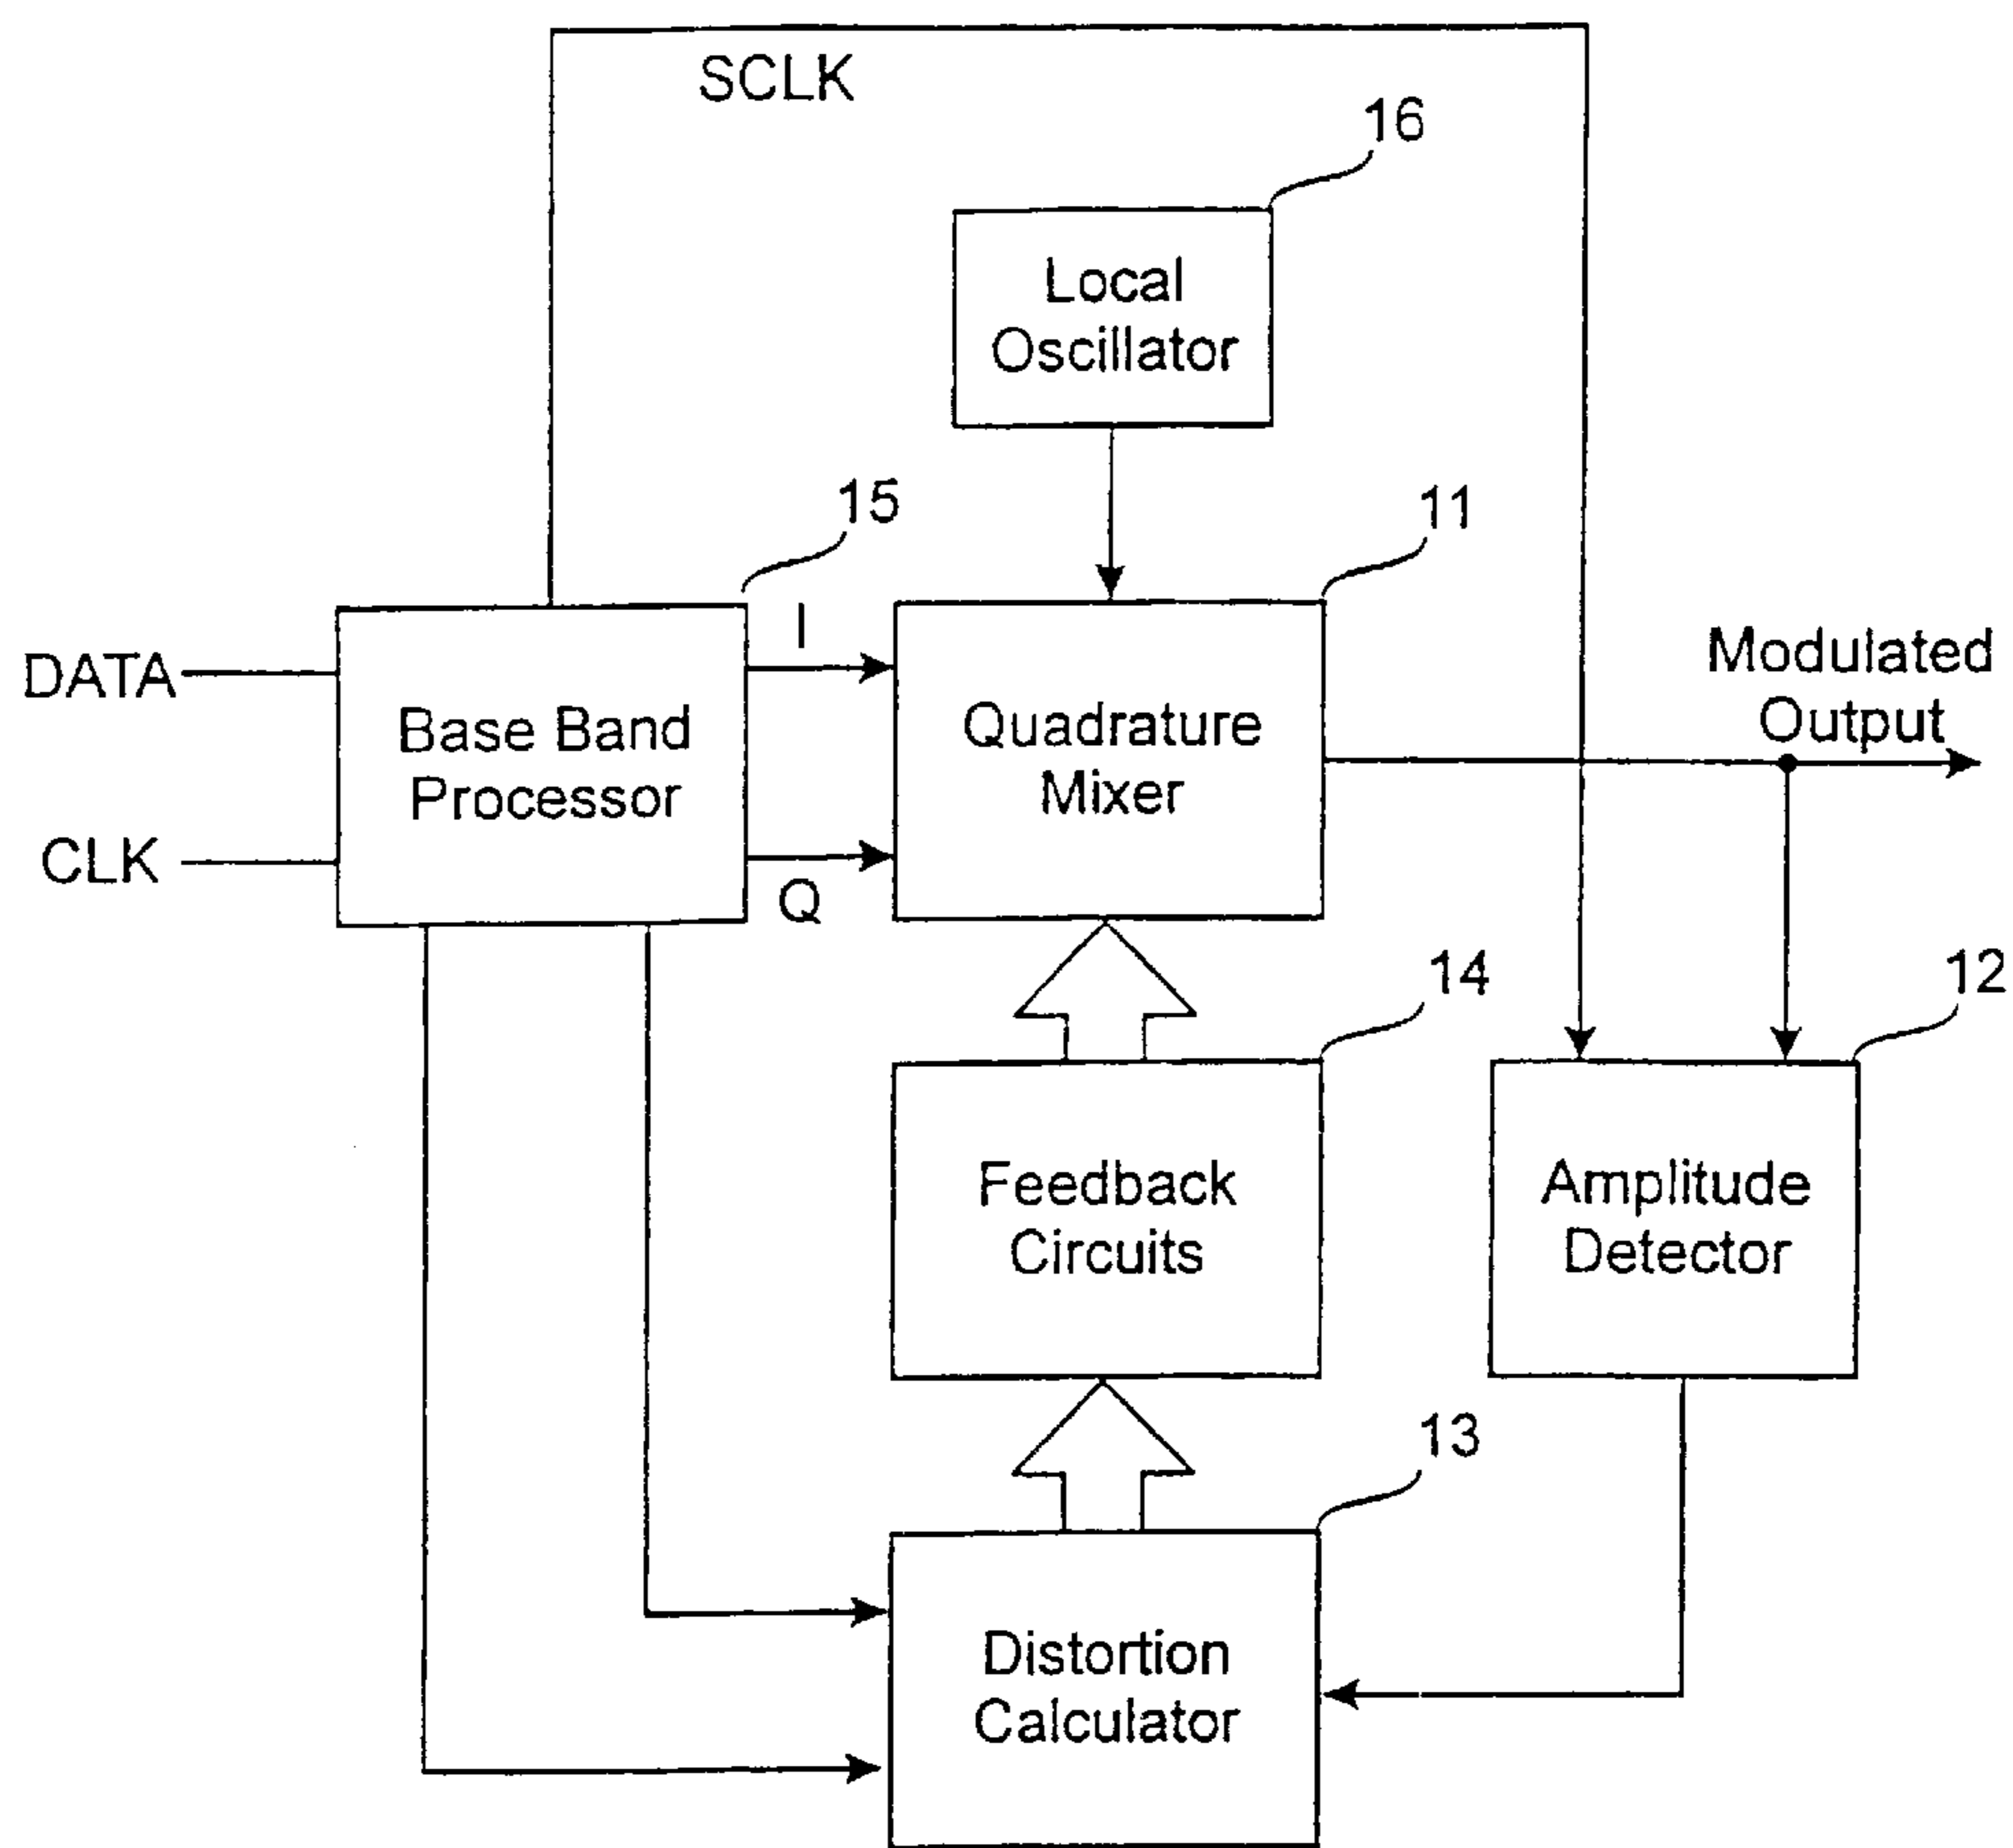 SCLK
16
Local
Oscillator
15
11
I
DATA
Base Band
Processor
Quadrature
Mixer
Modulated
Output
CLK
Q
14
12
Feedback
Circuits
Amplitude
Detector
13
Distortion
Calculator